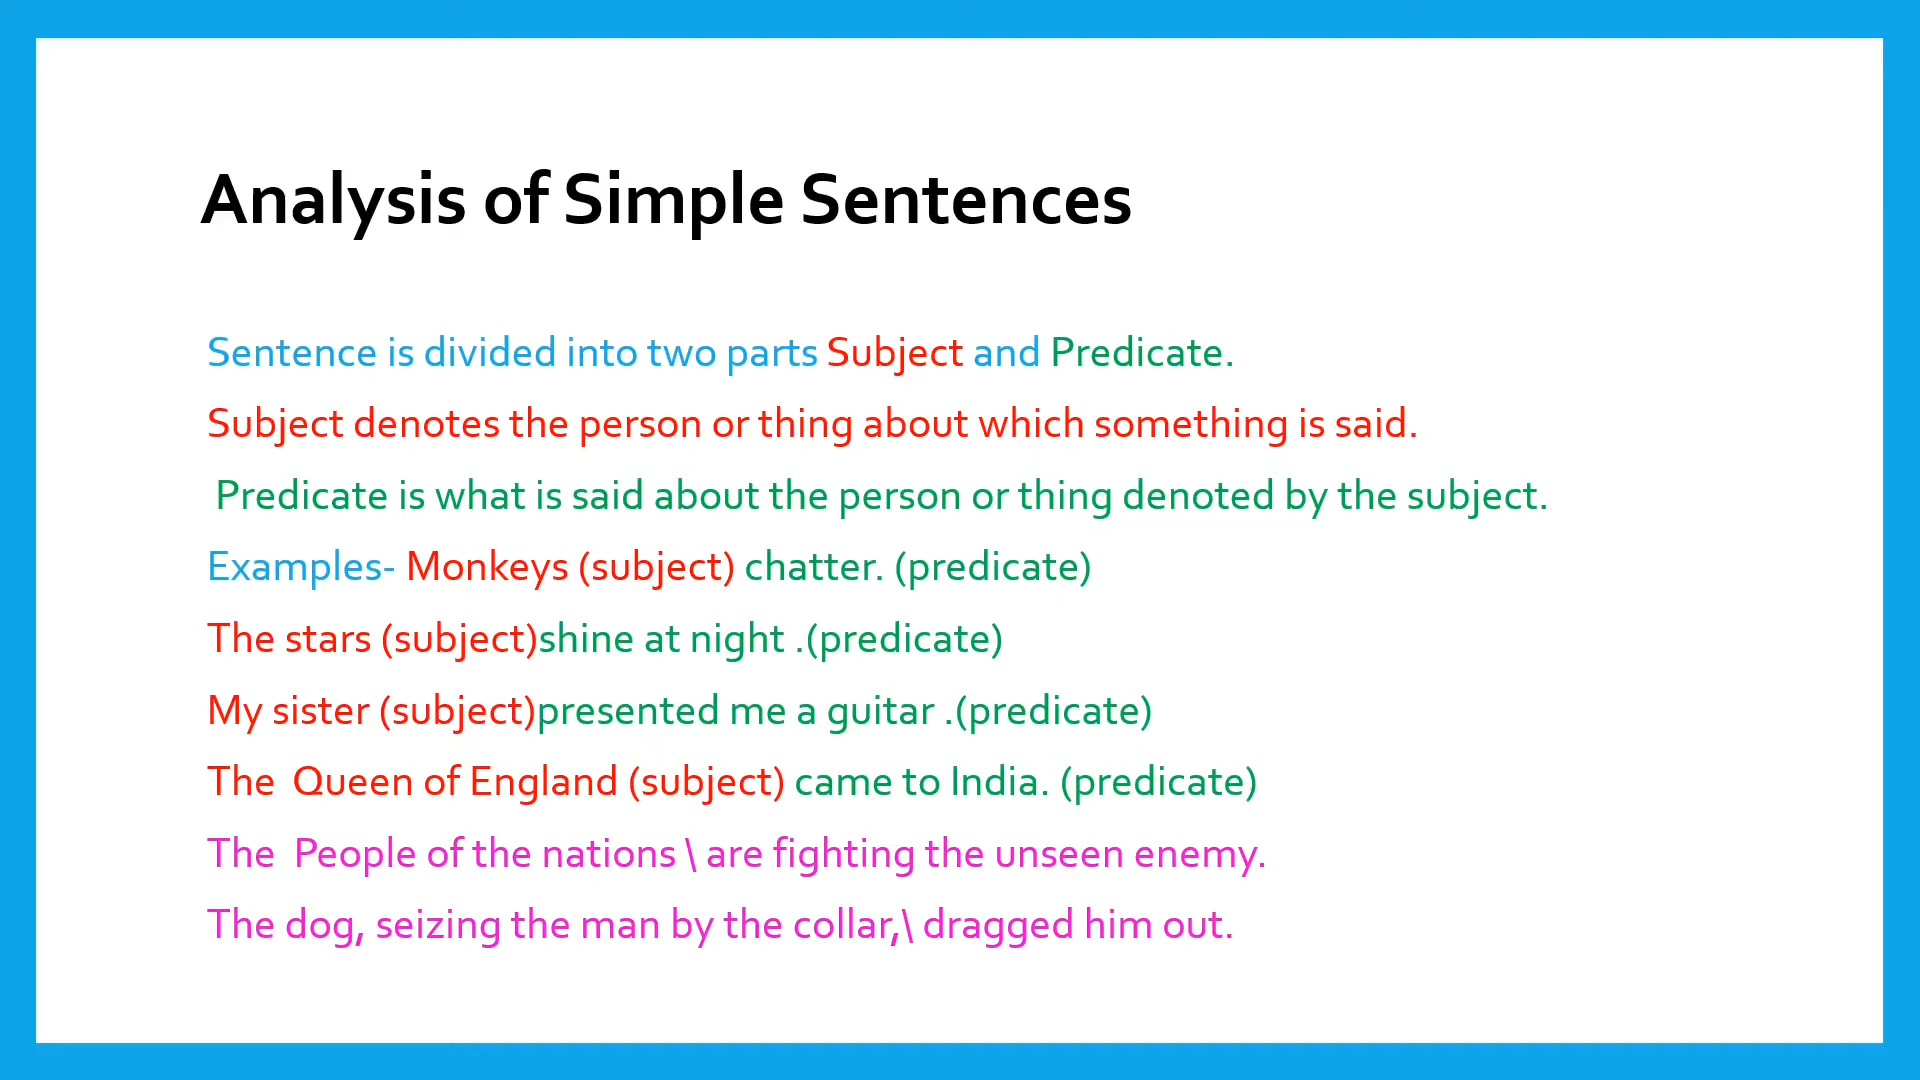 Analysis of Simple Sentences
Sentence is divided into two parts Subject and Predicate.
Subject denotes the person or thing about which something is said.
Predicate is what is said about the person or thing denoted by the subject.
Examples- Monkeys (subject) chatter. (predicate)
The stars (subject)shine at night .(predicate)
My sister (subject)presented me a guitar .(predicate)
The  Queen of England (subject) came to India. (predicate)
The  People of the nations \ are fighting the unseen enemy.
The dog, seizing the man by the collar,\ dragged him out.